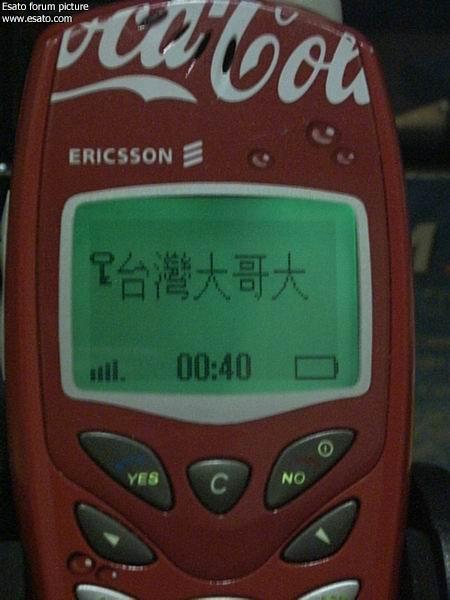 Esato forum picture
www.esato.com
Coca-Cola
ERICSSON
台灣大哥大
00:40
YES
C
NO